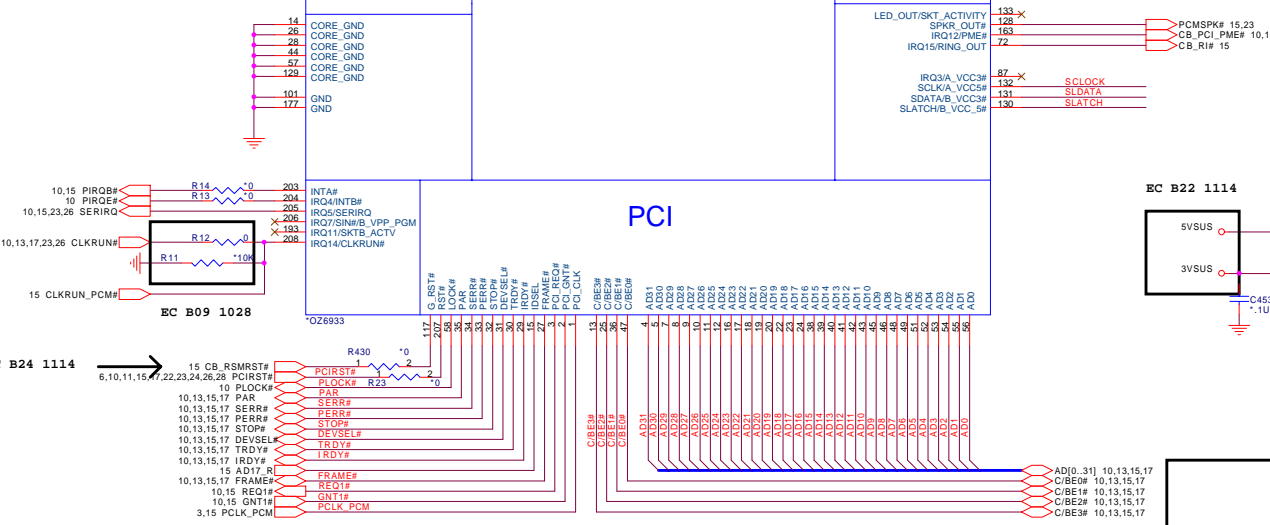 14 CORE_GND
26 CORE_GND
28 CORE_GND
44 CORE_GND
57 CORE_GND
129 CORE_GND
101 GND
177 GND
LED_OUT/SKT_ACTIVITY 133
SPKR_OUT# 128 PCMSPK# 15,23
IRQ12/PME# 163 CB_PCI_PME# 10,1
IRQ15/RING_OUT 72 CB_RI# 15
IRQ3/A_VCC3# 87
SCLK/A_VCC5# 132 SCLOCK
SDATA/B_VCC3# 131 SLDATA
SLATCH/B_VCC_5# 130 SLATCH
10,15 PIRQB# R14 *0 203 INTA#
10 PIRQE# R13 *0 204 IRQ4/INTB#
10,15,23,26 SERIRQ 205 IRQ5/SERIRQ
206 IRQ7/SIN#/B_VPP_PGM
193 IRQ11/SKTB_ACTV
10,13,17,23,26 CLKRUN# R12 0 208 IRQ14/CLKRUN#
R11 *10K
15 CLKRUN_PCM#
EC B09 1028
PCI
EC B22 1114
5VSUS
3VSUS
C453
*.1U
G_RST# RST# LOCK# PAR SERR# PERR# STOP# DEVSEL# TRDY# IRDY# IDSEL FRAME# PCI_REQ# PCI_GNT# PCI_CLK
C/BE3# C/BE2# C/BE1# C/BE0#
AD31 AD30 AD29 AD28 AD27 AD26 AD25 AD24 AD23 AD22 AD21 AD20 AD19 AD18 AD17 AD16 AD15 AD14 AD13 AD12 AD11 AD10 AD9 AD8 AD7 AD6 AD5 AD4 AD3 AD2 AD1 AD0
*OZ6933
117 207 58 35 34 33 32 31 30 29 15 27 3 2 1
13 25 36 47
4 5 7 8 9 10 11 12 16 17 18 19 20 22 23 24 38 39 40 41 42 43 45 46 48 49 51 52 53 54 55 56
B24 1114
15 CB_RSMRST# 1 R430 *0 2
6,10,11,15,17,22,23,24,26,28 PCIRST# PCIRST# 1 R23 2 *0
10 PLOCK# PLOCK#
10,13,15,17 PAR PAR
10,13,15,17 SERR# SERR#
10,13,15,17 PERR# PERR#
10,13,15,17 STOP# STOP#
10,13,15,17 DEVSEL# DEVSEL#
10,13,15,17 TRDY# TRDY#
10,13,15,17 IRDY# IRDY#
15 AD17_R
10,13,15,17 FRAME# FRAME#
10,15 REQ1# REQ1#
10,15 GNT1# GNT1#
3,15 PCLK_PCM PCLK_PCM
C/BE3# C/BE2# C/BE1# C/BE0#
AD31 AD30 AD29 AD28 AD27 AD26 AD25 AD24 AD23 AD22 AD21 AD20 AD19 AD18 AD17 AD16 AD15 AD14 AD13 AD12 AD11 AD10 AD9 AD8 AD7 AD6 AD5 AD4 AD3 AD2 AD1 AD0
AD[0..31] 10,13,15,17
C/BE0# 10,13,15,17
C/BE1# 10,13,15,17
C/BE2# 10,13,15,17
C/BE3# 10,13,15,17